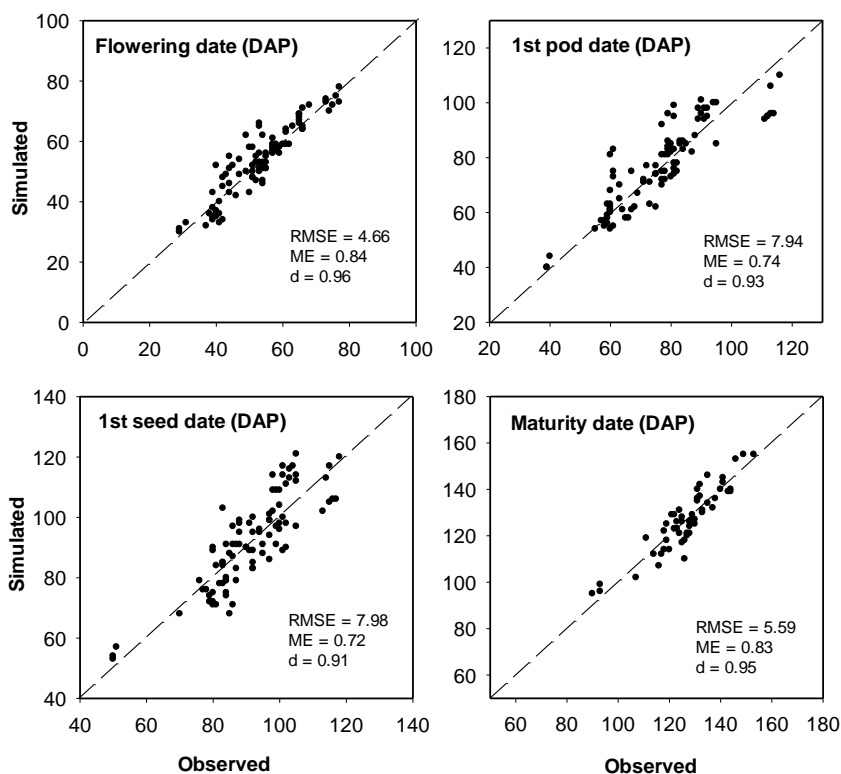 Flowering date (DAP)
100
80
60
40
20
0
0 20 40 60 80 100
Simulated
RMSE = 4.66
ME = 0.84
d = 0.96
1st pod date (DAP)
120
100
80
60
40
20
20 40 60 80 100 120
RMSE = 7.94
ME = 0.74
d = 0.93
1st seed date (DAP)
140
120
100
80
60
40
40 60 80 100 120 140
Simulated
Observed
RMSE = 7.98
ME = 0.72
d = 0.91
Maturity date (DAP)
180
160
140
120
100
80
60
60 80 100 120 140 160 180
Observed
RMSE = 5.59
ME = 0.83
d = 0.95